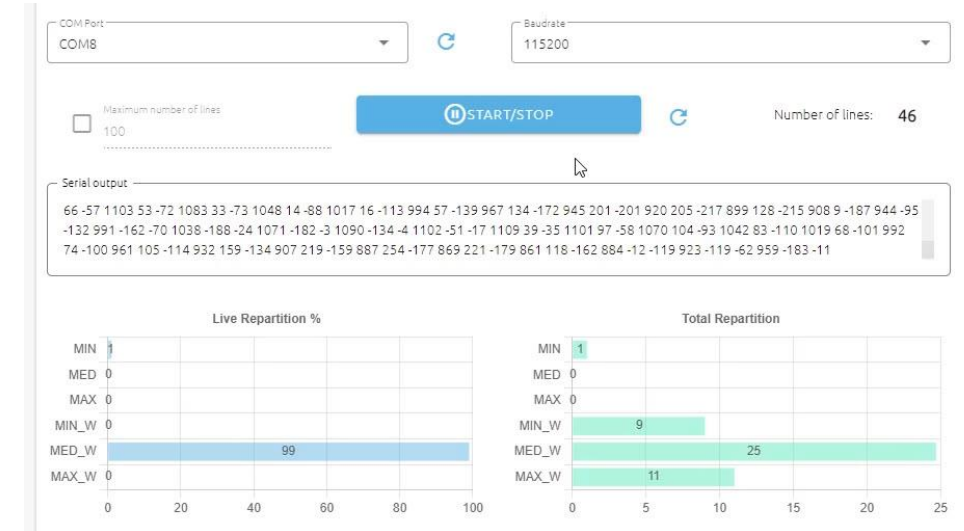 COM Port
COM8
Baudrate
115200
Maximum number of lines
100
START/STOP
Number of lines: 46
Serial output
66 -57 1103 53 -72 1083 33 -73 1048 14 -88 1017 16 -113 994 57 -139 967 134 -172 945 201 -201 920 205 -217 899 128 -215 908 9 -187 944 -95
-132 991 -162 -70 1038 -188 -24 1071 -182 -3 1090 -134 -4 1102 -51 -17 1109 39 -35 1101 97 -58 1070 104 -93 1042 83 -110 1019 68 -101 992
74 -100 961 105 -114 932 159 -134 907 219 -159 887 254 -177 869 221 -179 861 118 -162 884 -12 -119 923 -119 -62 959 -183 -11
Live Repartition %
MIN 1
MED 0
MAX 0
MIN_W 0
MED_W 99
MAX_W 0
0 20 40 60 80 100
Total Repartition
MIN 1
MED 0
MAX 0
MIN_W 9
MED_W 25
MAX_W 11
0 5 10 15 20 25